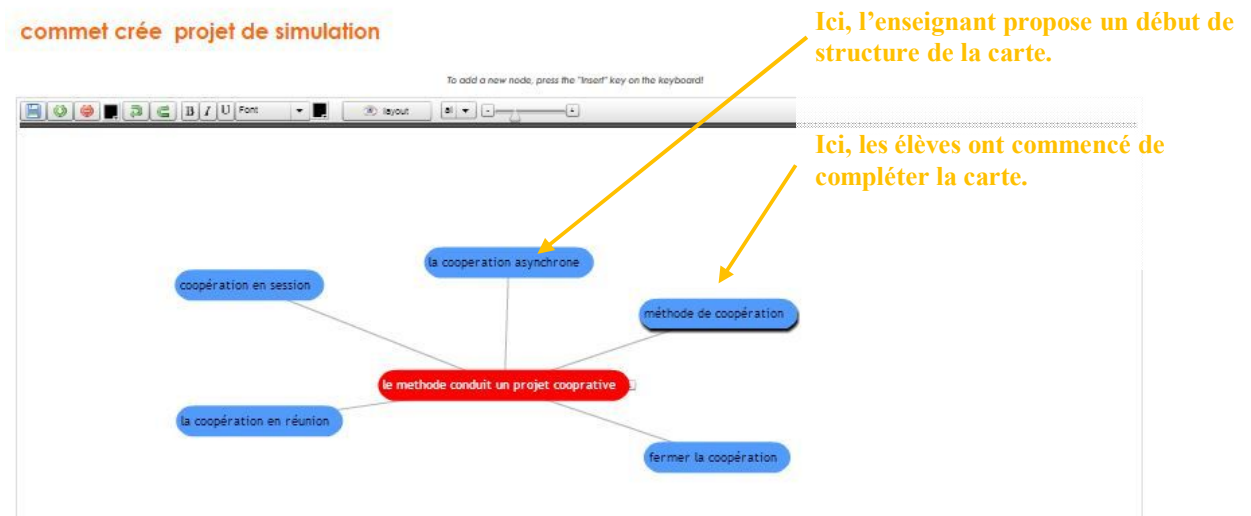 commet crée projet de simulation
Ici, l'enseignant propose un début de
structure de la carte.
To add a new node, press the "Insert" key on the keyboard!
B I U Font layout al - +
Ici, les élèves ont commencé de
compléter la carte.
la cooperation asynchrone
coopération en session
méthode de coopération
le methode conduit un projet cooprative
la coopération en réunion
fermer la coopération